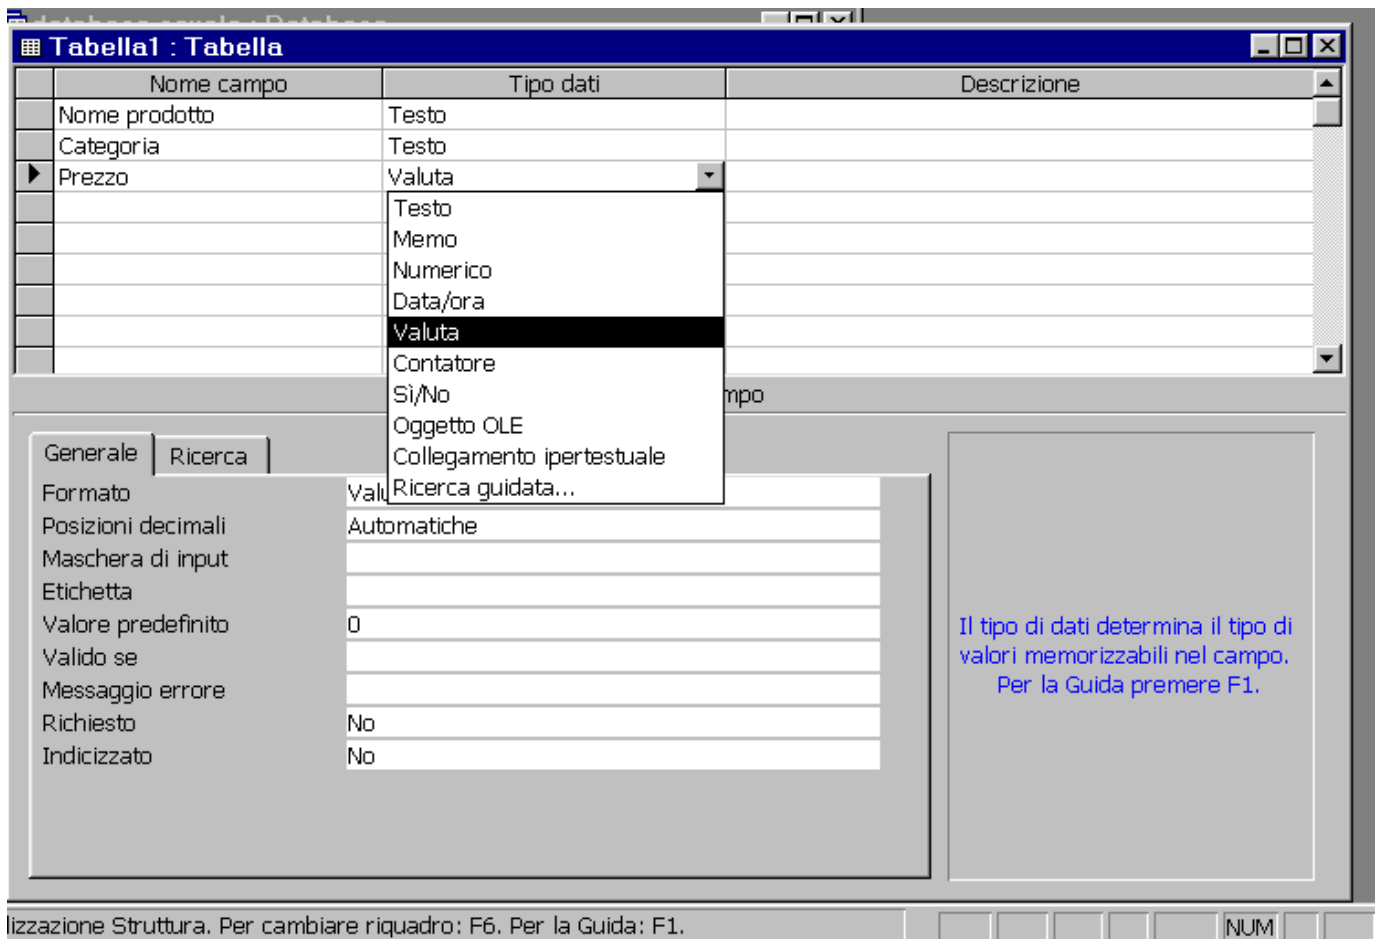 Tabella1 : Tabella
Nome campo Tipo dati Descrizione
Nome prodotto Testo
Categoria Testo
Prezzo Valuta
Testo
Memo
Numerico
Data/ora
Valuta
Contatore
Sì/No
Oggetto OLE
Collegamento ipertestuale
Ricerca guidata...
Generale Ricerca
Formato
Posizioni decimali Automatiche
Maschera di input
Etichetta
Valore predefinito 0
Valido se
Messaggio errore
Richiesto No
Indicizzato No
Il tipo di dati determina il tipo di
valori memorizzabili nel campo.
Per la Guida premere F1.
lizzazione Struttura. Per cambiare riquadro: F6. Per la Guida: F1. NUM